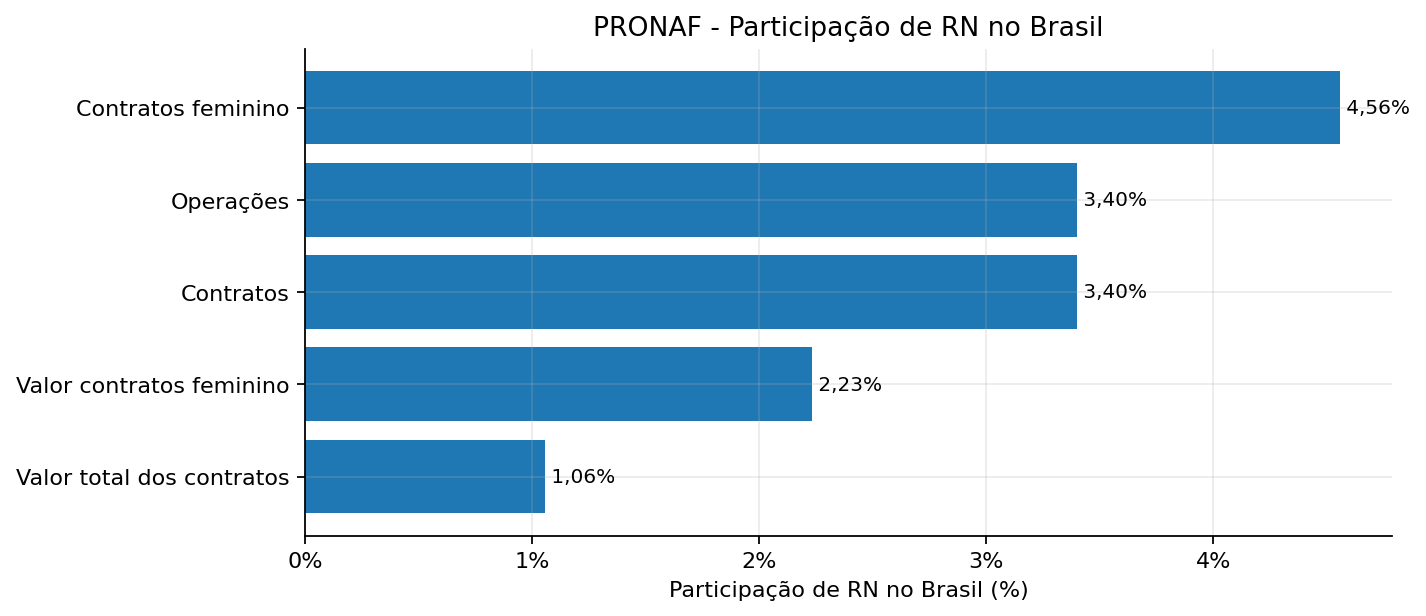 PRONAF - Participação de RN no Brasil
Contratos feminino
4,56%
Operações
3,40%
Contratos
3,40%
Valor contratos feminino
2,23%
Valor total dos contratos
1,06%
0%
1%
2%
3%
4%
Participação de RN no Brasil (%)